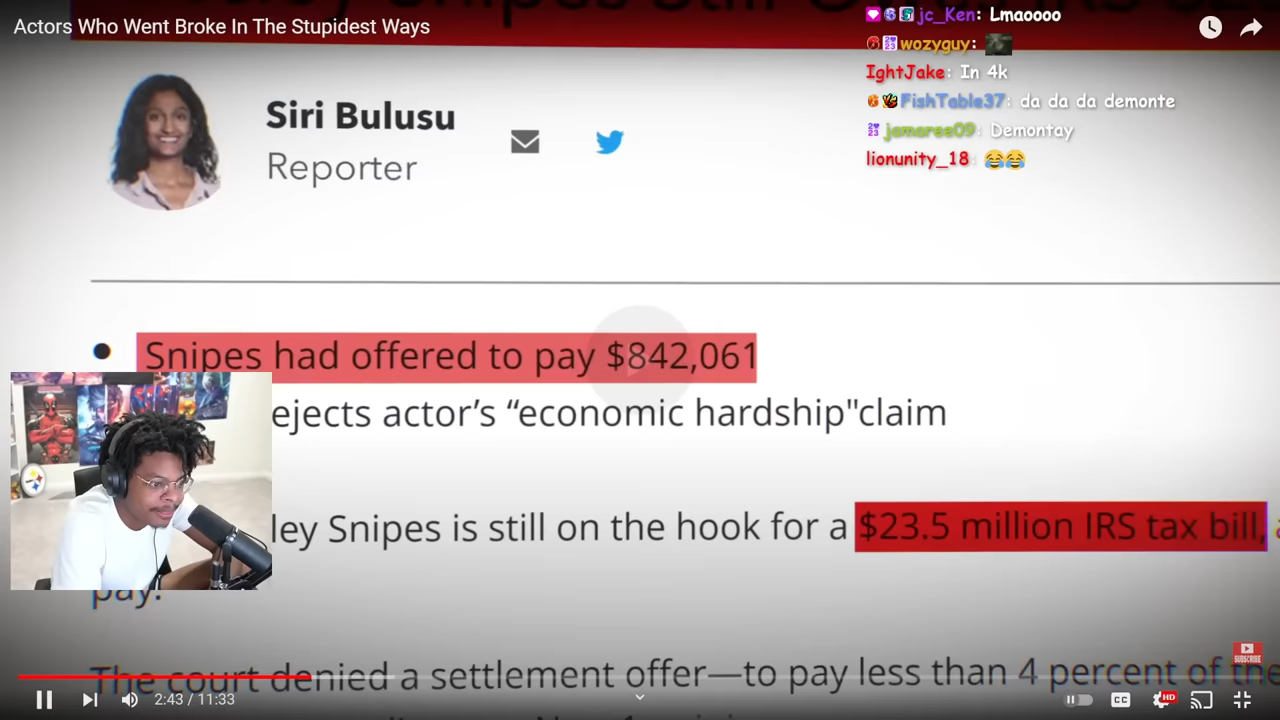 Actors Who Went Broke In The Stupidest Ways
jc_Ken: Lmaoooo
wozyguy:
IghtJake: In 4k
FishTable37: da da da demonte
jamaree09: Demontay
lionunity_18: 😂😂
Siri Bulusu
Reporter
Snipes had offered to pay $842,061
ejects actor's “economic hardship"claim
ley Snipes is still on the hook for a $23.5 million IRS tax bill,
pay.
The court denied a settlement offer—to pay less than 4 percent of the
SUBSCRIBE
2:43 / 11:33
CC
HD